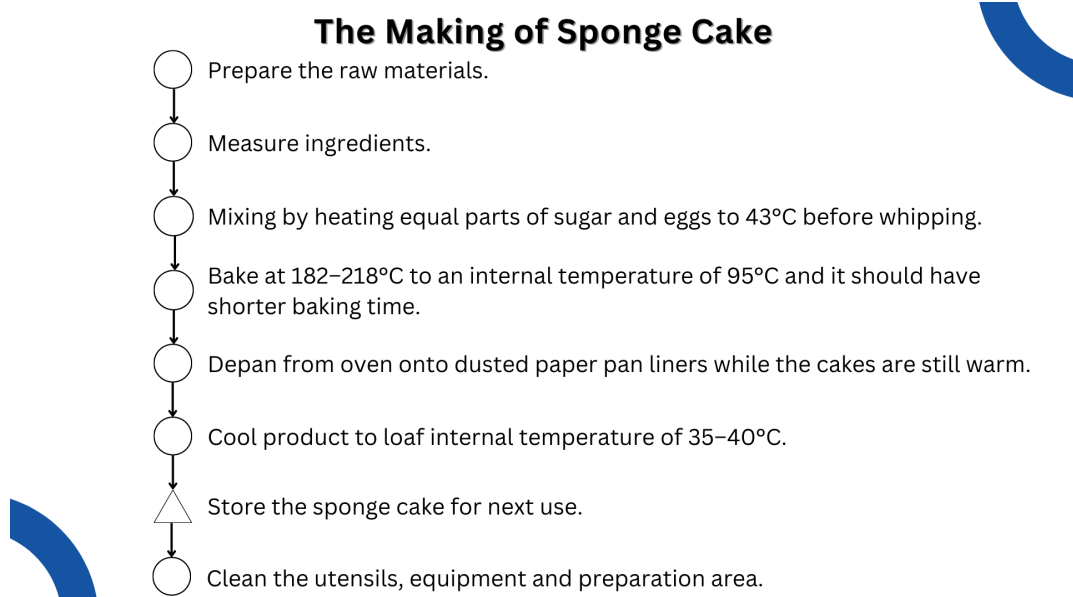 The Making of Sponge Cake
Prepare the raw materials.
Measure ingredients.
Mixing by heating equal parts of sugar and eggs to 43°C before whipping.
Bake at 182–218°C to an internal temperature of 95°C and it should have
shorter baking time.
Depan from oven onto dusted paper pan liners while the cakes are still warm.
Cool product to loaf internal temperature of 35–40°C.
Store the sponge cake for next use.
Clean the utensils, equipment and preparation area.